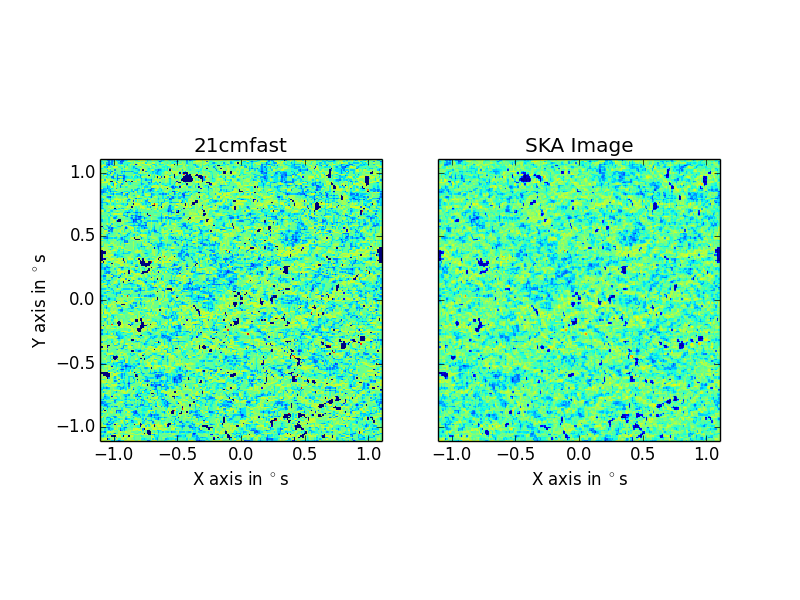 21cmfast
SKA Image
1.0
0.5
0.0
−0.5
−1.0
Y axis in °s
−1.0 −0.5 0.0 0.5 1.0
−1.0 −0.5 0.0 0.5 1.0
X axis in °s
X axis in °s